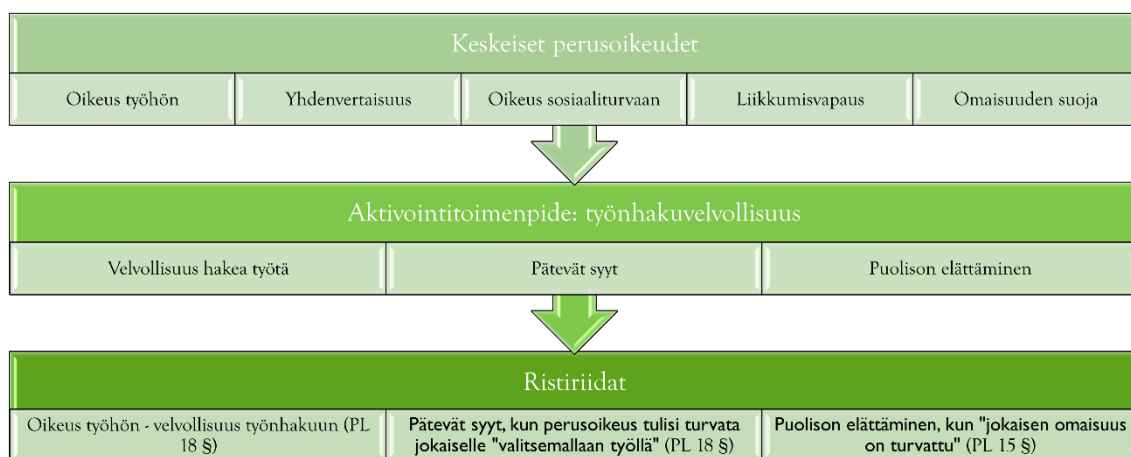 Keskeiset perusoikeudet
Oikeus työhön
Yhdenvertaisuus
Oikeus sosiaaliturvaan
Liikkumisvapaus
Omaisuuden suoja
Aktivointitoimenpide: työnhakuvelvollisuus
Velvollisuus hakea työtä
Pätevät syyt
Puolison elättäminen
Ristiriidat
Oikeus työhön - velvollisuus työnhakuun (PL
18 §)
Pätevät syyt, kun perusoikeus tulisi turvata
jokaiselle "valitsemallaan työllä" (PL 18 §)
Puolison elättäminen, kun "jokaisen omaisuus
on turvattu" (PL 15 §)